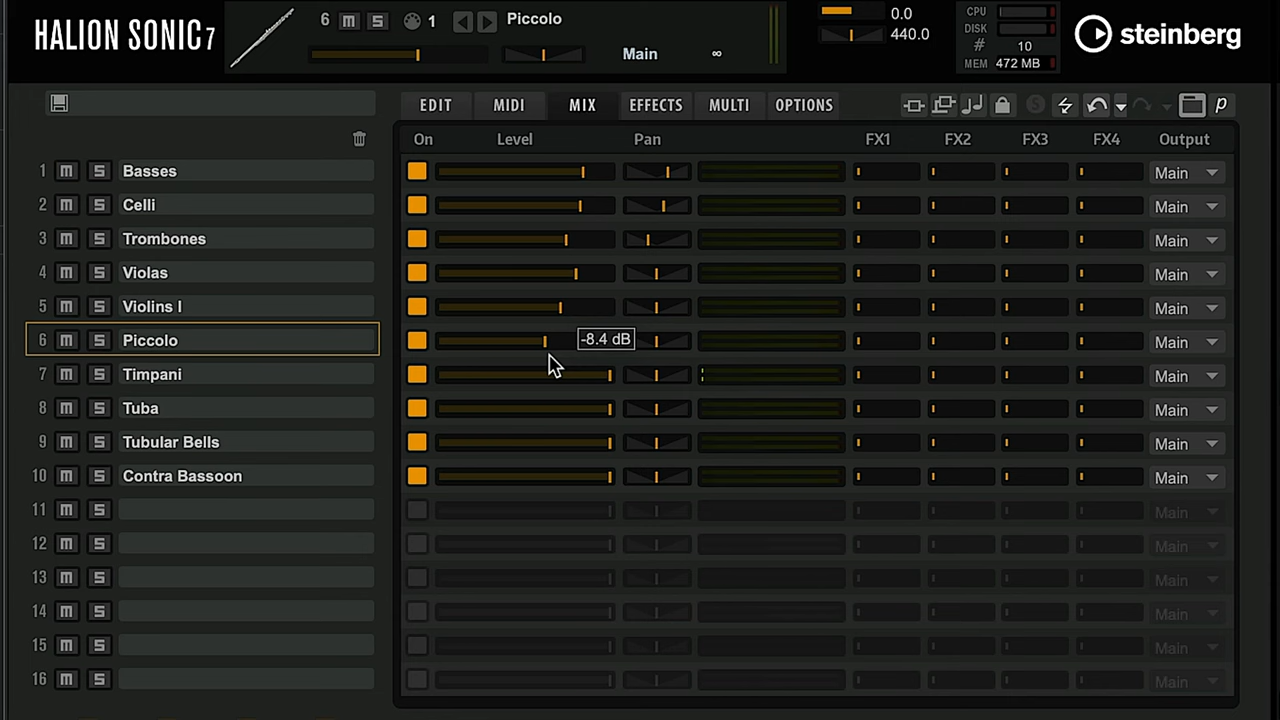 HALION SONIC 7
6 M S 1 Piccolo
Main ∞
0.0
440.0
CPU
DISK
# 10
MEM 472 MB
steinberg
EDIT MIDI MIX EFFECTS MULTI OPTIONS S p
On Level Pan FX1 FX2 FX3 FX4 Output
1 M S Basses Main
2 M S Celli Main
3 M S Trombones Main
4 M S Violas Main
5 M S Violins I Main
6 M S Piccolo -8.4 dB Main
7 M S Timpani Main
8 M S Tuba Main
9 M S Tubular Bells Main
10 M S Contra Bassoon Main
11 M S Main
12 M S Main
13 M S Main
14 M S Main
15 M S Main
16 M S Main